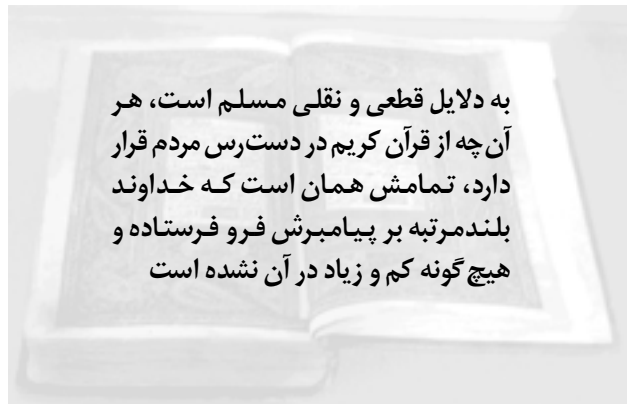 به دلایل قطعی و نقلی مسلم است، هر
آن‌چه از قرآن کریم در دست‌رس مردم قرار
دارد، تمامش همان است که خداوند
بلندمرتبه بر پیامبرش فرو فرستاده و
هیچ‌گونه کم و زیاد در آن نشده است